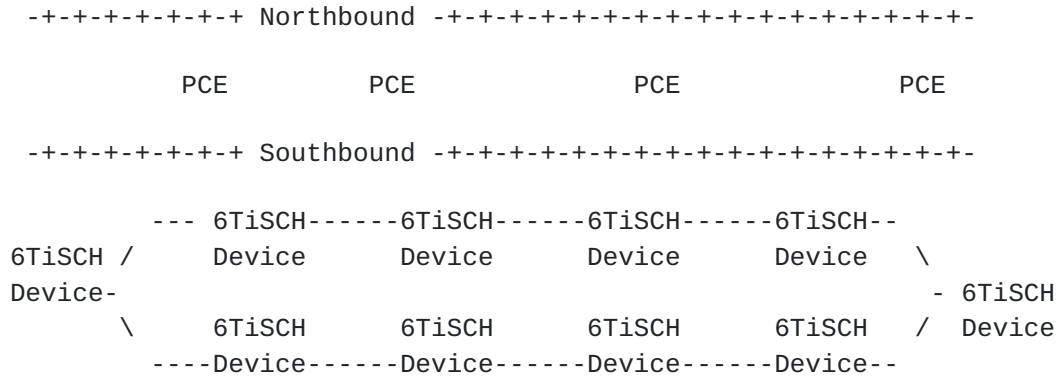 -+-+-+-+-+-+-+ Northbound -+-+-+-+-+-+-+-+-+-+-+-+-+-+-+-+-+-
PCE         PCE              PCE              PCE
-+-+-+-+-+-+-+ Southbound -+-+-+-+-+-+-+-+-+-+-+-+-+-+-+-+-+-
--- 6TiSCH------6TiSCH------6TiSCH------6TiSCH--
6TiSCH /     Device      Device      Device      Device   \
Device-                                                    - 6TiSCH
\     6TiSCH      6TiSCH      6TiSCH      6TiSCH   /  Device
----Device------Device------Device------Device--